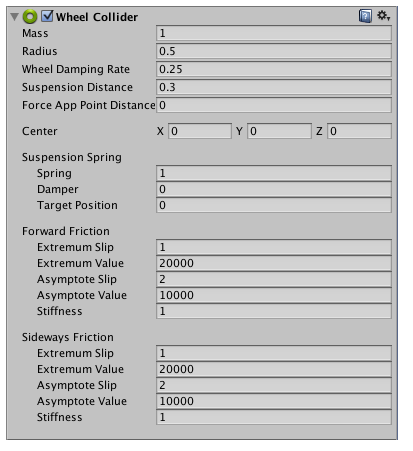 Wheel Collider
Mass 1
Radius 0.5
Wheel Damping Rate 0.25
Suspension Distance 0.3
Force App Point Distance 0
Center X 0 Y 0 Z 0
Suspension Spring
Spring 1
Damper 0
Target Position 0
Forward Friction
Extremum Slip 1
Extremum Value 20000
Asymptote Slip 2
Asymptote Value 10000
Stiffness 1
Sideways Friction
Extremum Slip 1
Extremum Value 20000
Asymptote Slip 2
Asymptote Value 10000
Stiffness 1